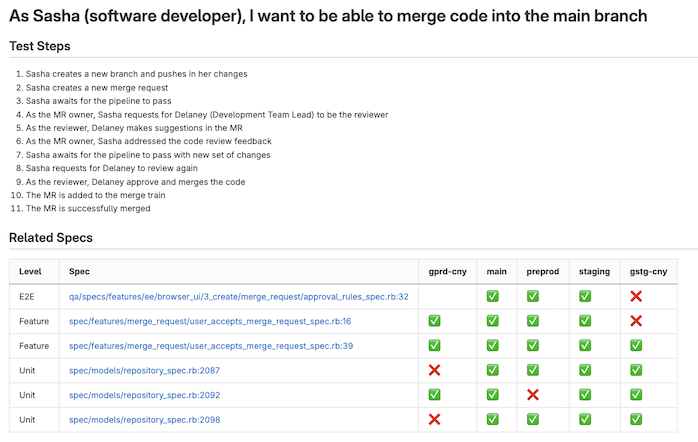 As Sasha (software developer), I want to be able to merge code into the main branch
Test Steps
1. Sasha creates a new branch and pushes in her changes
2. Sasha creates a new merge request
3. Sasha awaits for the pipeline to pass
4. As the MR owner, Sasha requests for Delaney (Development Team Lead) to be the reviewer
5. As the reviewer, Delaney makes suggestions in the MR
6. As the MR owner, Sasha addressed the code review feedback
7. Sasha awaits for the pipeline to pass with new set of changes
8. Sasha requests for Delaney to review again
9. As the reviewer, Delaney approve and merges the code
10. The MR is added to the merge train
11. The MR is successfully merged
Related Specs
Level Spec gprd-cny main preprod staging gstg-cny
E2E qa/specs/features/ee/browser_ui/3_create/merge_request/approval_rules_spec.rb:32 ✅ ✅ ✅ ❌
Feature spec/features/merge_request/user_accepts_merge_request_spec.rb:16 ✅ ✅ ✅ ✅ ❌
Feature spec/features/merge_request/user_accepts_merge_request_spec.rb:39 ✅ ✅ ✅ ✅ ✅
Unit spec/models/repository_spec.rb:2087 ❌ ✅ ✅ ✅ ✅
Unit spec/models/repository_spec.rb:2092 ✅ ✅ ❌ ✅ ✅
Unit spec/models/repository_spec.rb:2098 ❌ ✅ ✅ ✅ ✅